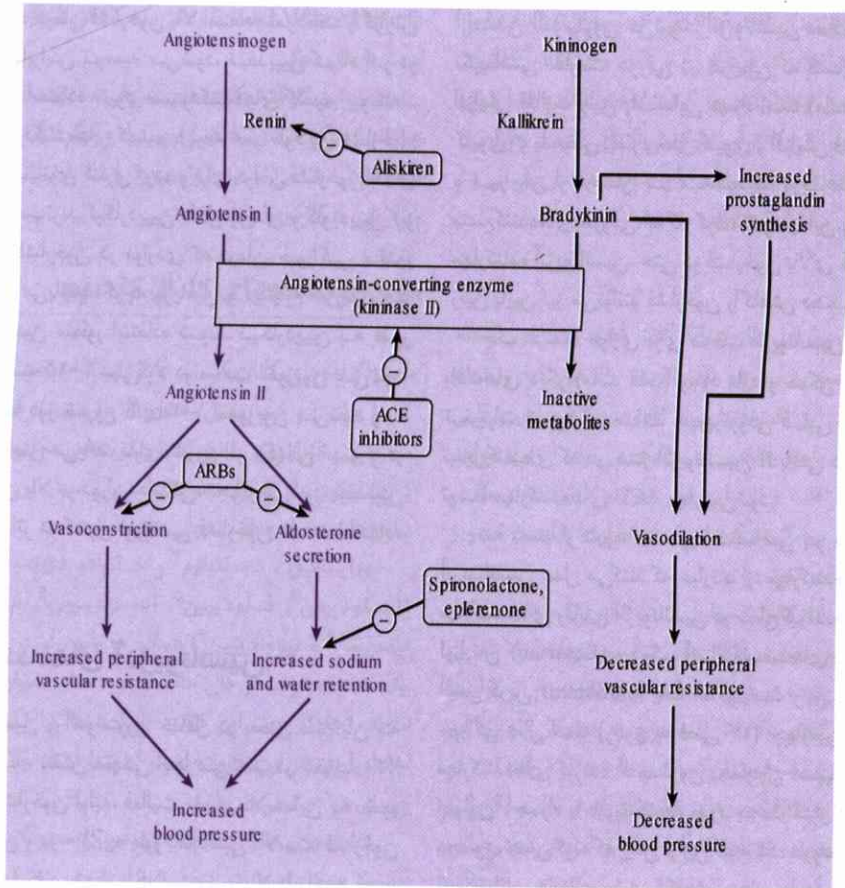 Angiotensinogen
Kininogen
Renin
Aliskiren
Kallikrein
Increased
prostaglandin
synthesis
Angiotensin I
Bradykinin
Angiotensin-converting enzyme
(kininase II)
Angiotensin II
ACE
inhibitors
Inactive
metabolites
ARBs
Vasoconstriction
Aldosterone
secretion
Vasodilation
Spironolactone,
eplerenone
Increased peripheral
vascular resistance
Increased sodium
and water retention
Decreased peripheral
vascular resistance
Increased
blood pressure
Decreased
blood pressure